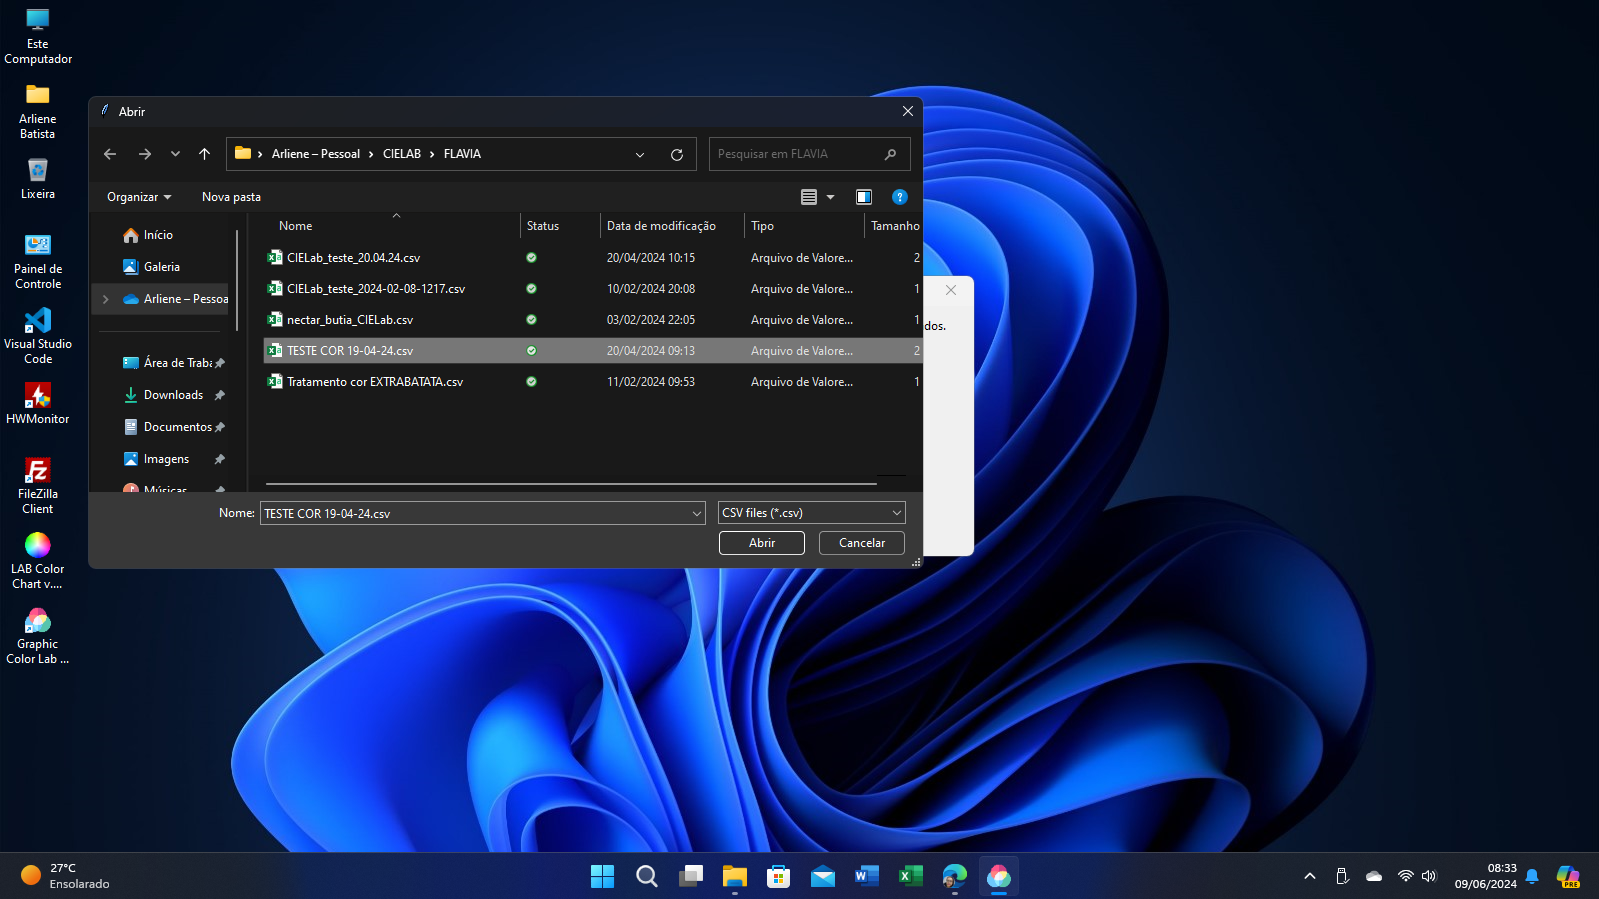 Este
Computador
Arliene
Batista
Lixeira
Painel de
Controle
Visual Studio
Code
HWMonitor
FileZilla
Client
LAB Color
Chart v....
Graphic
Color Lab ...
Abrir
Arliene – Pessoal › CIELAB › FLAVIA
Pesquisar em FLAVIA
Organizar
Nova pasta
Início
Galeria
Arliene – Pessoa
Área de Traba
Downloads
Documentos
Imagens
Músicas
Nome Status Data de modificação Tipo Tamanho
CIELab_teste_20.04.24.csv 20/04/2024 10:15 Arquivo de Valore... 2
CIELab_teste_2024-02-08-1217.csv 10/02/2024 20:08 Arquivo de Valore... 1
nectar_butia_CIELab.csv 03/02/2024 22:05 Arquivo de Valore... 1
TESTE COR 19-04-24.csv 20/04/2024 09:13 Arquivo de Valore... 2
Tratamento cor EXTRABATATA.csv 11/02/2024 09:53 Arquivo de Valore... 1
Nome: TESTE COR 19-04-24.csv CSV files (*.csv)
Abrir Cancelar
dos.
27°C
Ensolarado
08:33
09/06/2024
PRE